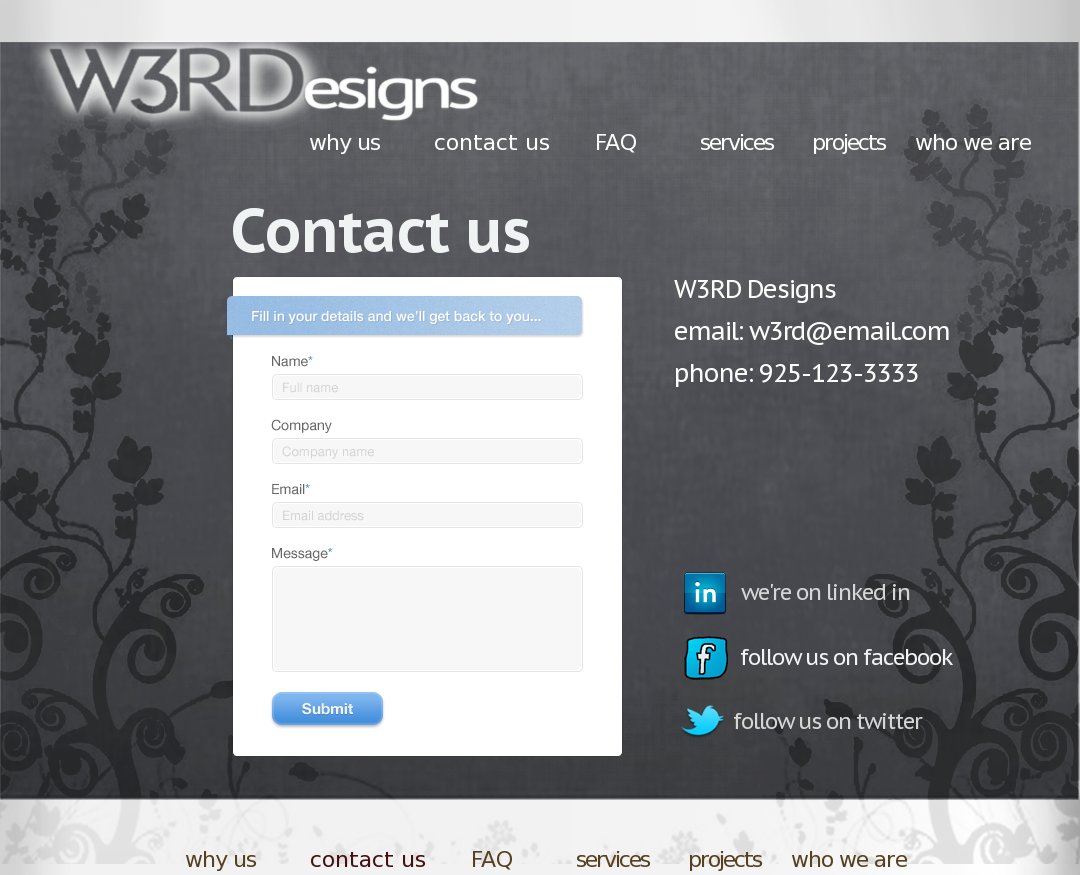 W3RDesigns
why us contact us FAQ services projects who we are
Contact us
Fill in your details and we'll get back to you...
Name*
Full name
Company
Company name
Email*
Email address
Message*
Submit
W3RD Designs
email: w3rd@email.com
phone: 925-123-3333
in we're on linked in
f follow us on facebook
follow us on twitter
why us contact us FAQ services projects who we are